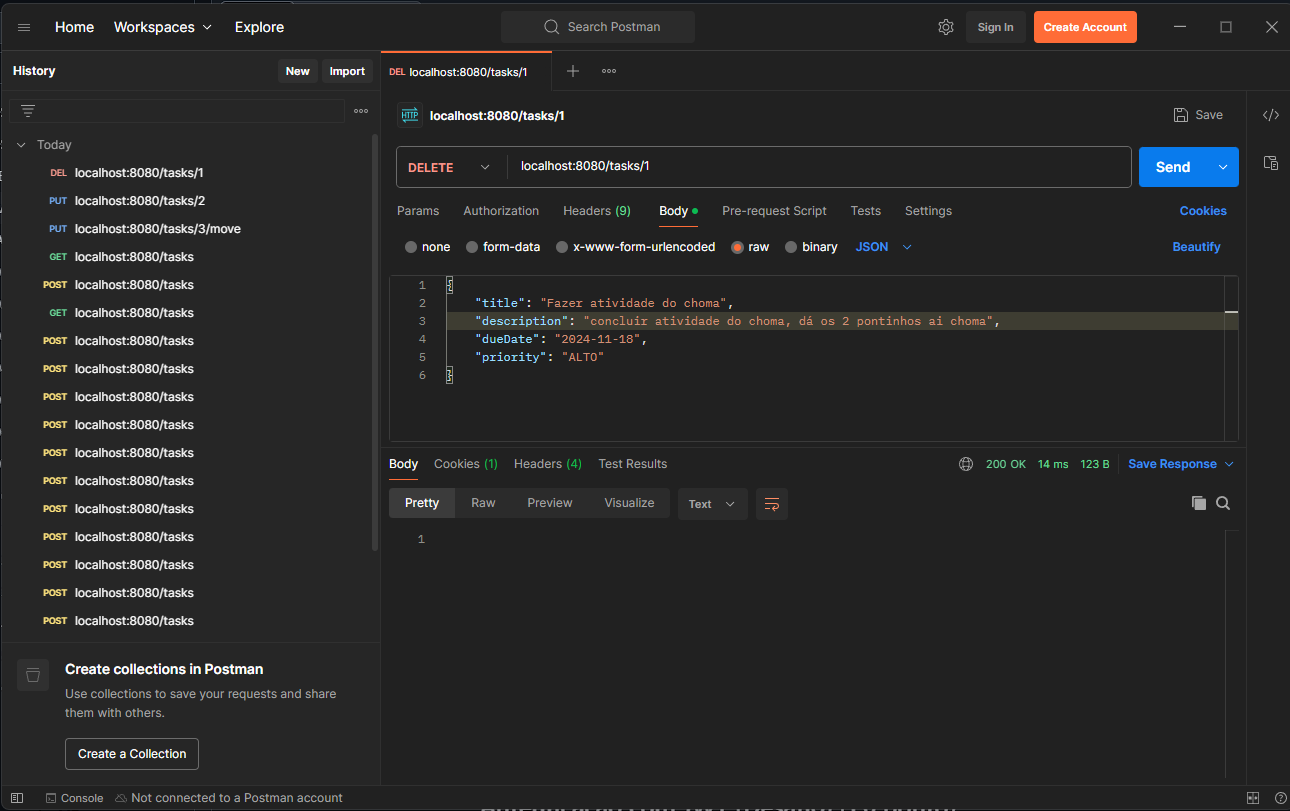 Home Workspaces Explore Search Postman Sign In Create Account
History New Import DEL localhost:8080/tasks/1
HTTP localhost:8080/tasks/1 Save
Today
DEL localhost:8080/tasks/1
PUT localhost:8080/tasks/2
PUT localhost:8080/tasks/3/move
GET localhost:8080/tasks
POST localhost:8080/tasks
GET localhost:8080/tasks
POST localhost:8080/tasks
POST localhost:8080/tasks
POST localhost:8080/tasks
POST localhost:8080/tasks
POST localhost:8080/tasks
POST localhost:8080/tasks
POST localhost:8080/tasks
POST localhost:8080/tasks
POST localhost:8080/tasks
POST localhost:8080/tasks
POST localhost:8080/tasks
Create collections in Postman
Use collections to save your requests and share
them with others.
Create a Collection
DELETE localhost:8080/tasks/1 Send
Params Authorization Headers (9) Body Pre-request Script Tests Settings Cookies
none form-data x-www-form-urlencoded raw binary JSON Beautify
1 {
2 "title": "Fazer atividade do choma",
3 "description": "concluir atividade do choma, dá os 2 pontinhos ai choma",
4 "dueDate": "2024-11-18",
5 "priority": "ALTO"
6 }
Body Cookies (1) Headers (4) Test Results 200 OK 14 ms 123 B Save Response
Pretty Raw Preview Visualize Text
1
Console Not connected to a Postman account